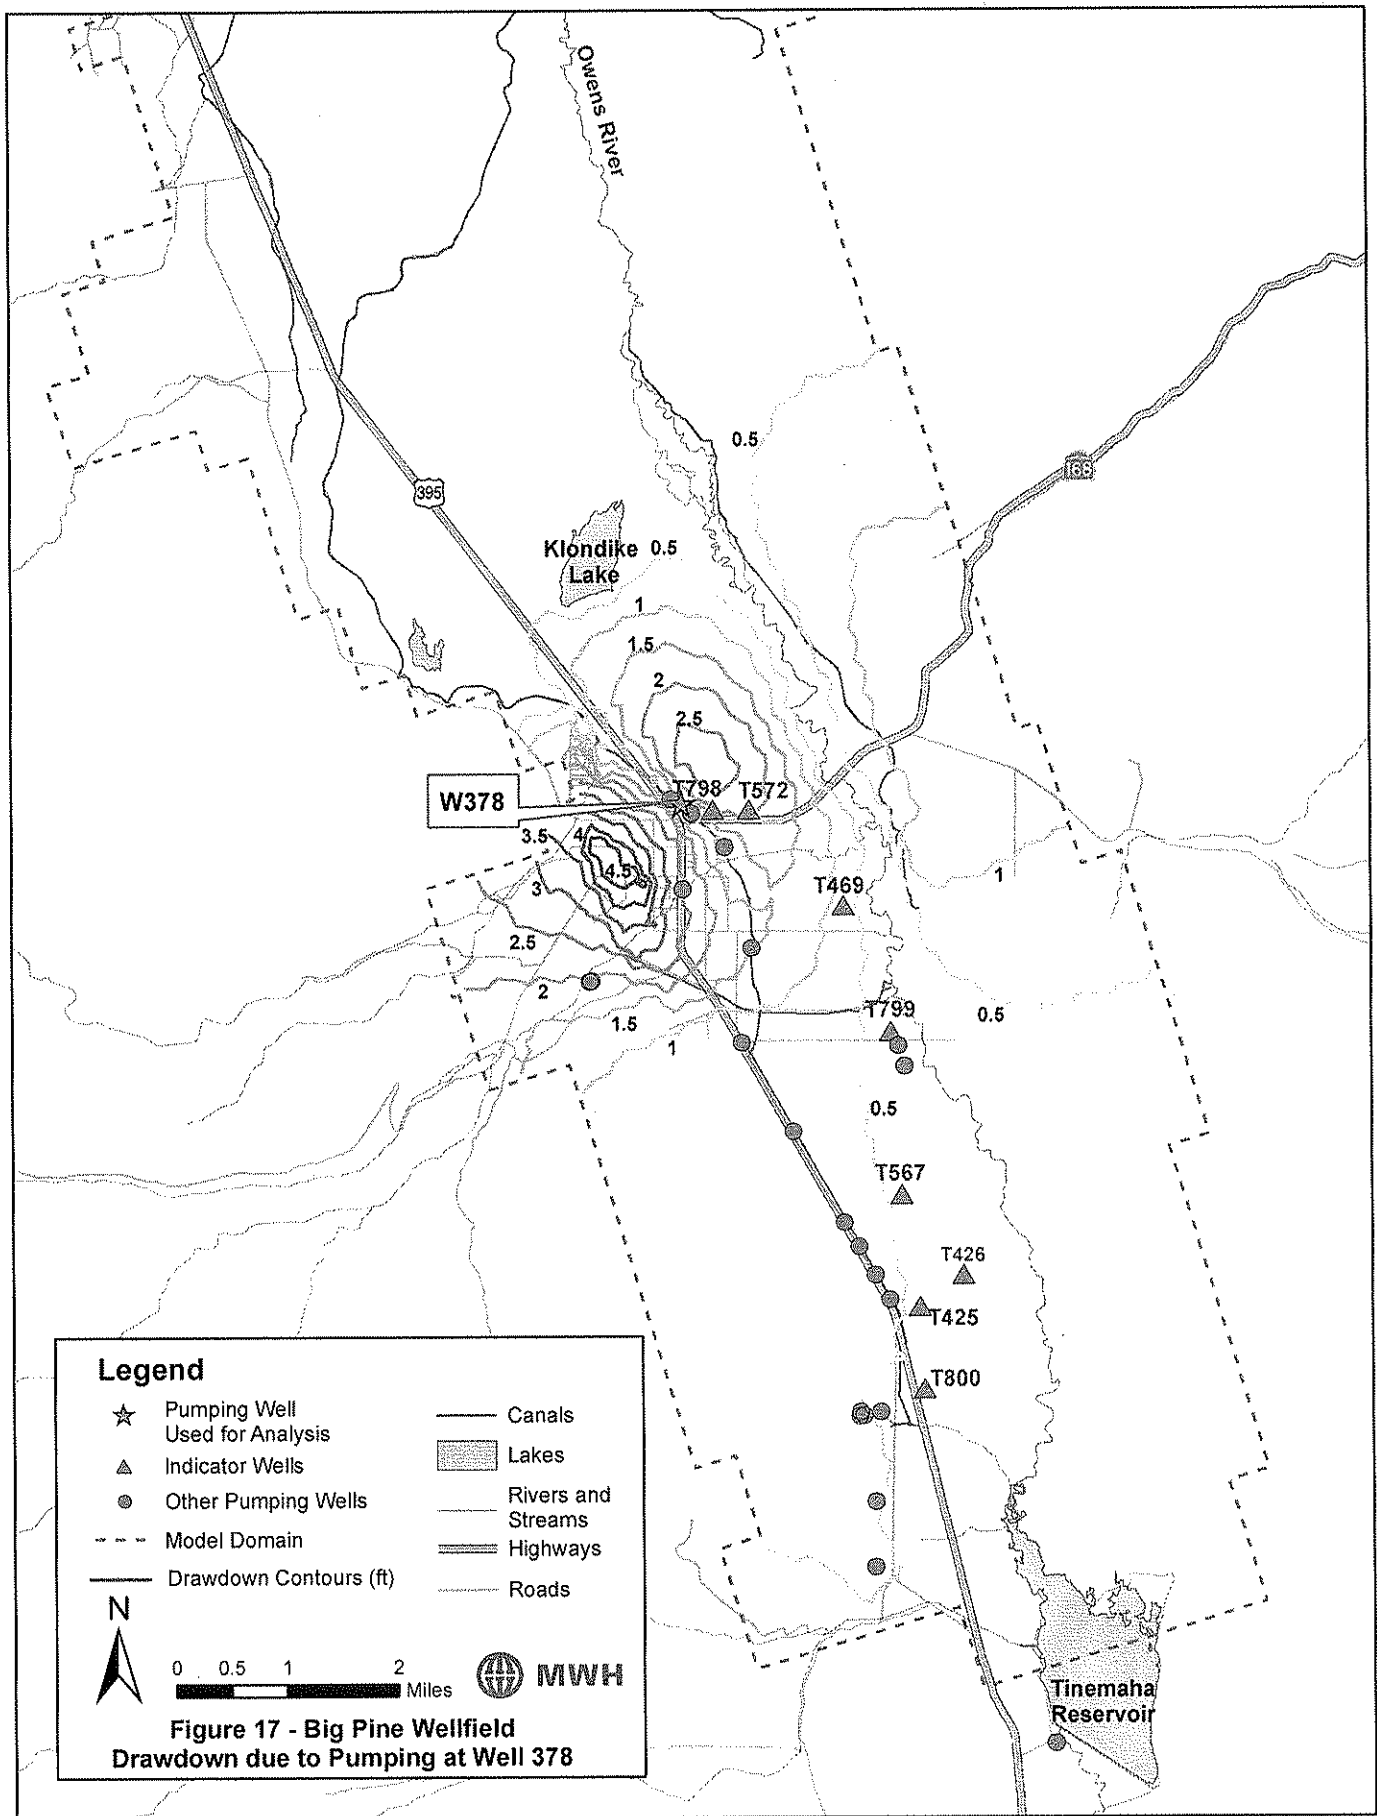 Owens River
0.5
168
395
Klondike
Lake
0.5
1
1.5
2
2.5
W378
T798
T572
3.5
4
4.5
3
T469
1
2.5
2
T799
0.5
1.5
1
0.5
T567
T426
T425
T800
Legend
Pumping Well
Used for Analysis
Indicator Wells
Other Pumping Wells
Model Domain
Drawdown Contours (ft)
Canals
Lakes
Rivers and
Streams
Highways
Roads
N
0 0.5 1 2
Miles
MWH
Figure 17 - Big Pine Wellfield
Drawdown due to Pumping at Well 378
Tinemaha
Reservoir